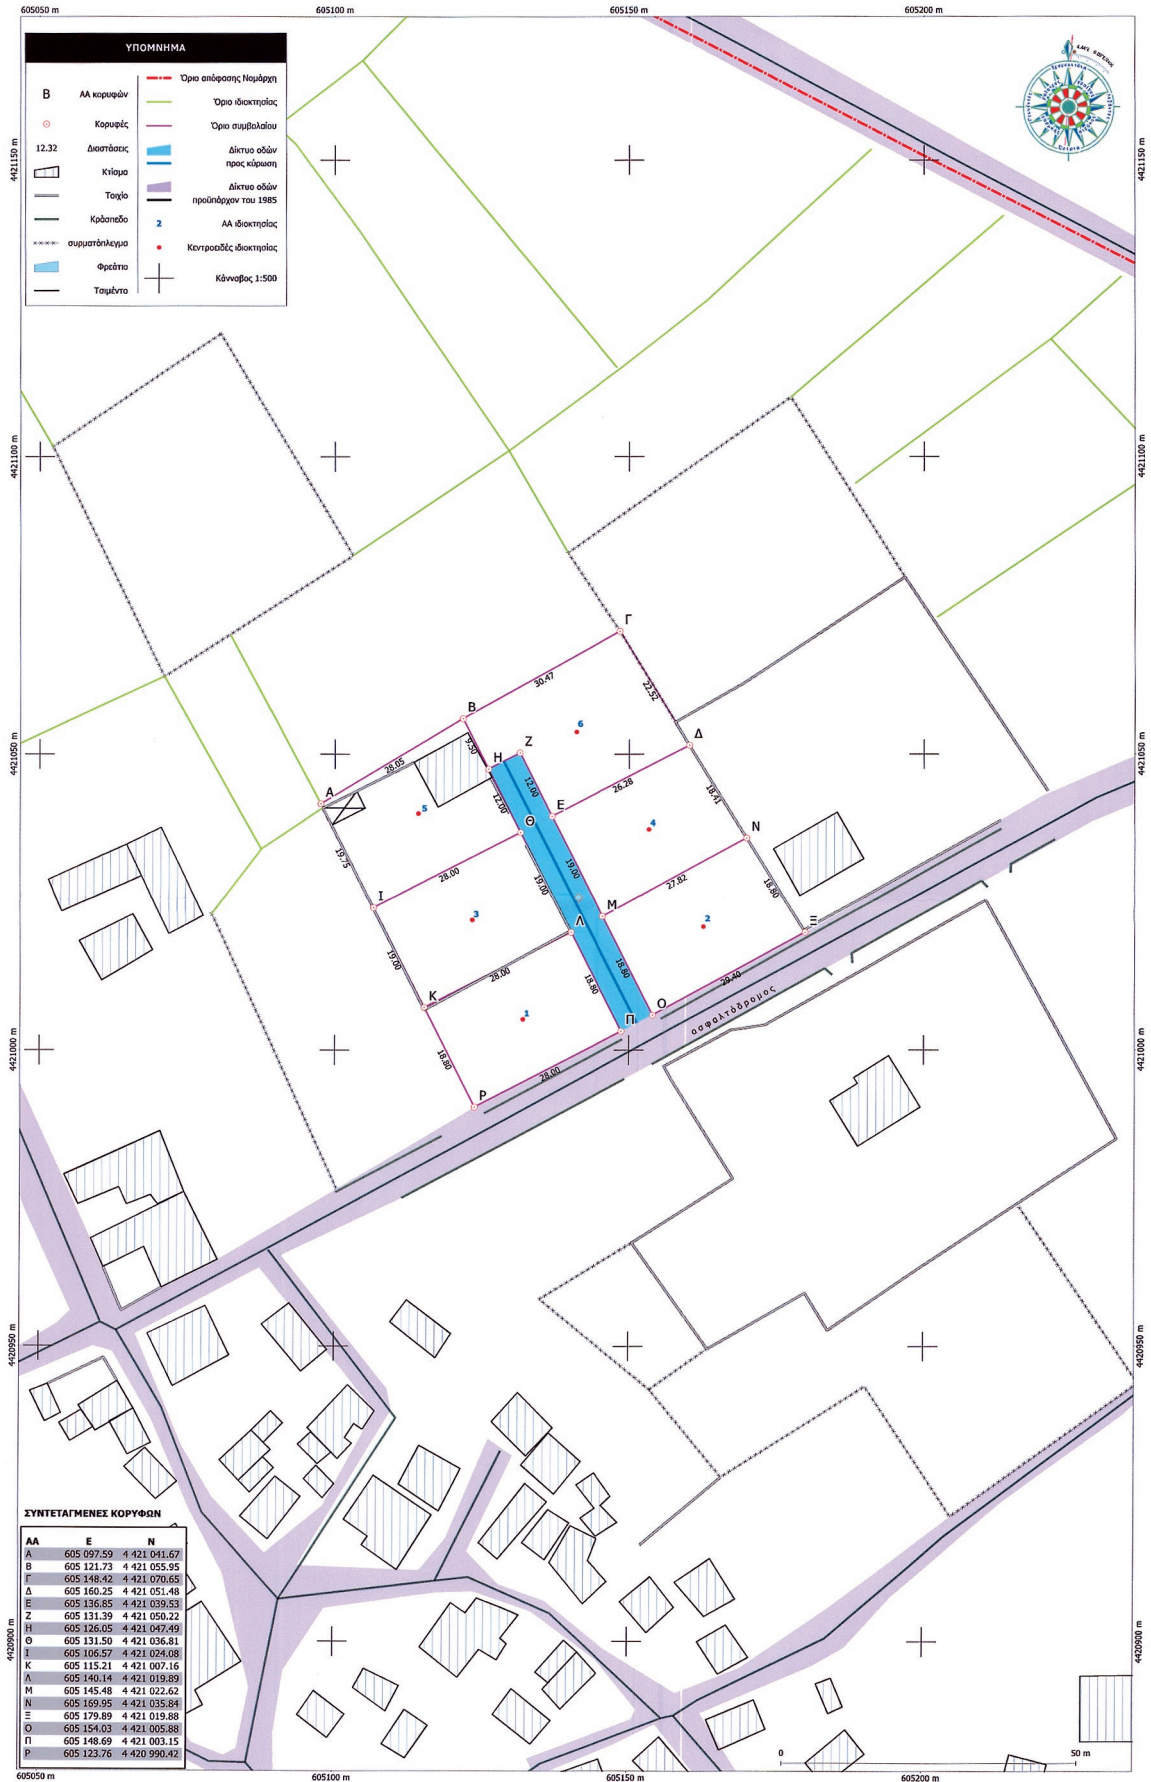 605050 m
605100 m
605150 m
605200 m
ΥΠΟΜΝΗΜΑ
Β
ΑΑ κορυφών
Κορυφές
12.32
Διαστάσεις
Κτίσμα
Τοιχίο
Κράσπεδο
συρματόπλεγμα
Φρεάτιο
Τσιμέντο
Όριο απόφασης Νομάρχη
Όριο ιδιοκτησίας
Όριο συμβολαίου
Δίκτυο οδών
προς κύρωση
Δίκτυο οδών
προϋπάρχον του 1985
2
ΑΑ ιδιοκτησίας
Κεντροειδές ιδιοκτησίας
Κάνναβος 1:500
4421150 m
4421150 m
4421100 m
4421100 m
Γ
30.47
22.52
Β
6
Δ
Ζ
9.50
Η
4421050 m
4421050 m
28.05
12.00
26.28
18.41
Α
12.00
5
Ε
Θ
4
Ν
19.75
28.00
19.00
19.00
27.82
18.80
Ι
3
Μ
2
Ξ
Λ
19.00
28.00
18.80
18.80
29.40
Κ
1
Ο
Π
ασφαλτόδρομος
4421000 m
4421000 m
18.80
28.00
Ρ
4420950 m
4420950 m
ΣΥΝΤΕΤΑΓΜΕΝΕΣ ΚΟΡΥΦΩΝ
ΑΑ Ε Ν
Α 605 097.59 4 421 041.67
Β 605 121.73 4 421 055.95
Γ 605 148.42 4 421 070.65
Δ 605 160.25 4 421 051.48
Ε 605 136.85 4 421 039.53
Ζ 605 131.39 4 421 050.22
Η 605 126.05 4 421 047.49
Θ 605 131.50 4 421 036.81
Ι 605 106.57 4 421 024.08
Κ 605 115.21 4 421 007.16
Λ 605 140.14 4 421 019.89
Μ 605 145.48 4 421 022.62
Ν 605 169.95 4 421 035.84
Ξ 605 179.89 4 421 019.88
Ο 605 154.03 4 421 005.88
Π 605 148.69 4 421 003.15
Ρ 605 123.76 4 420 990.42
4420900 m
4420900 m
0
50 m
605050 m
605100 m
605150 m
605200 m